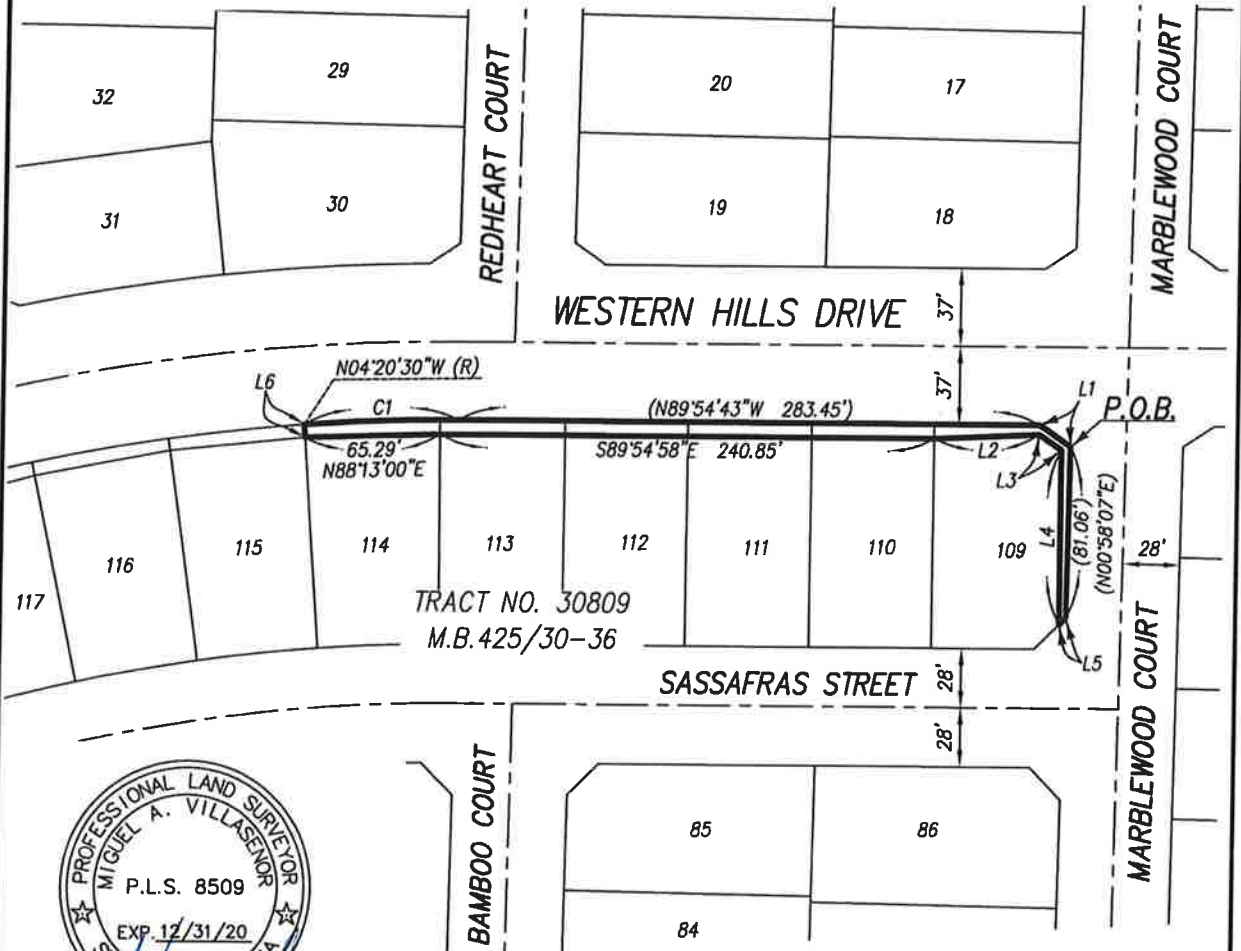 29
32
20
17
REDHEART COURT
MARBLEWOOD COURT
30
31
19
18
WESTERN HILLS DRIVE
37'
37'
N04°20'30"W (R)
L6
C1
(N89°54'43"W 283.45')
L1
P.O.B.
65.29'
N88°13'00"E
S89°54'58"E 240.85'
L2
L3
L4
(81.06')
(N00°58'07"E)
28'
117
116
115
114
113
112
111
110
109
TRACT NO. 30809
M.B.425/30-36
L5
SASSAFRAS STREET
28'
28'
MARBLEWOOD COURT
BAMBOO COURT
85
86
84
PROFESSIONAL LAND SURVEYOR
MIGUEL A. VILLASENOR
P.L.S. 8509
EXP. 12/31/20